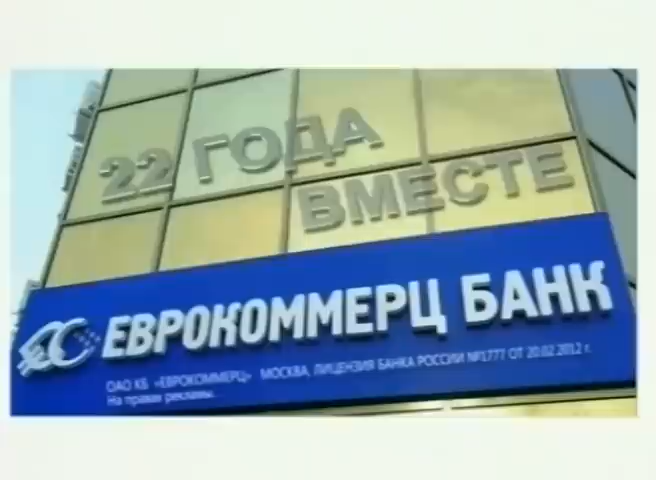 22 ГОДА
ВМЕСТЕ
ЕВРОКОММЕРЦ БАНК
ОАО КБ «ЕВРОКОММЕРЦ» МОСКВА, ЛИЦЕНЗИЯ БАНКА РОССИИ №1777 ОТ 20.02.2012 г.
На правах рекламы.